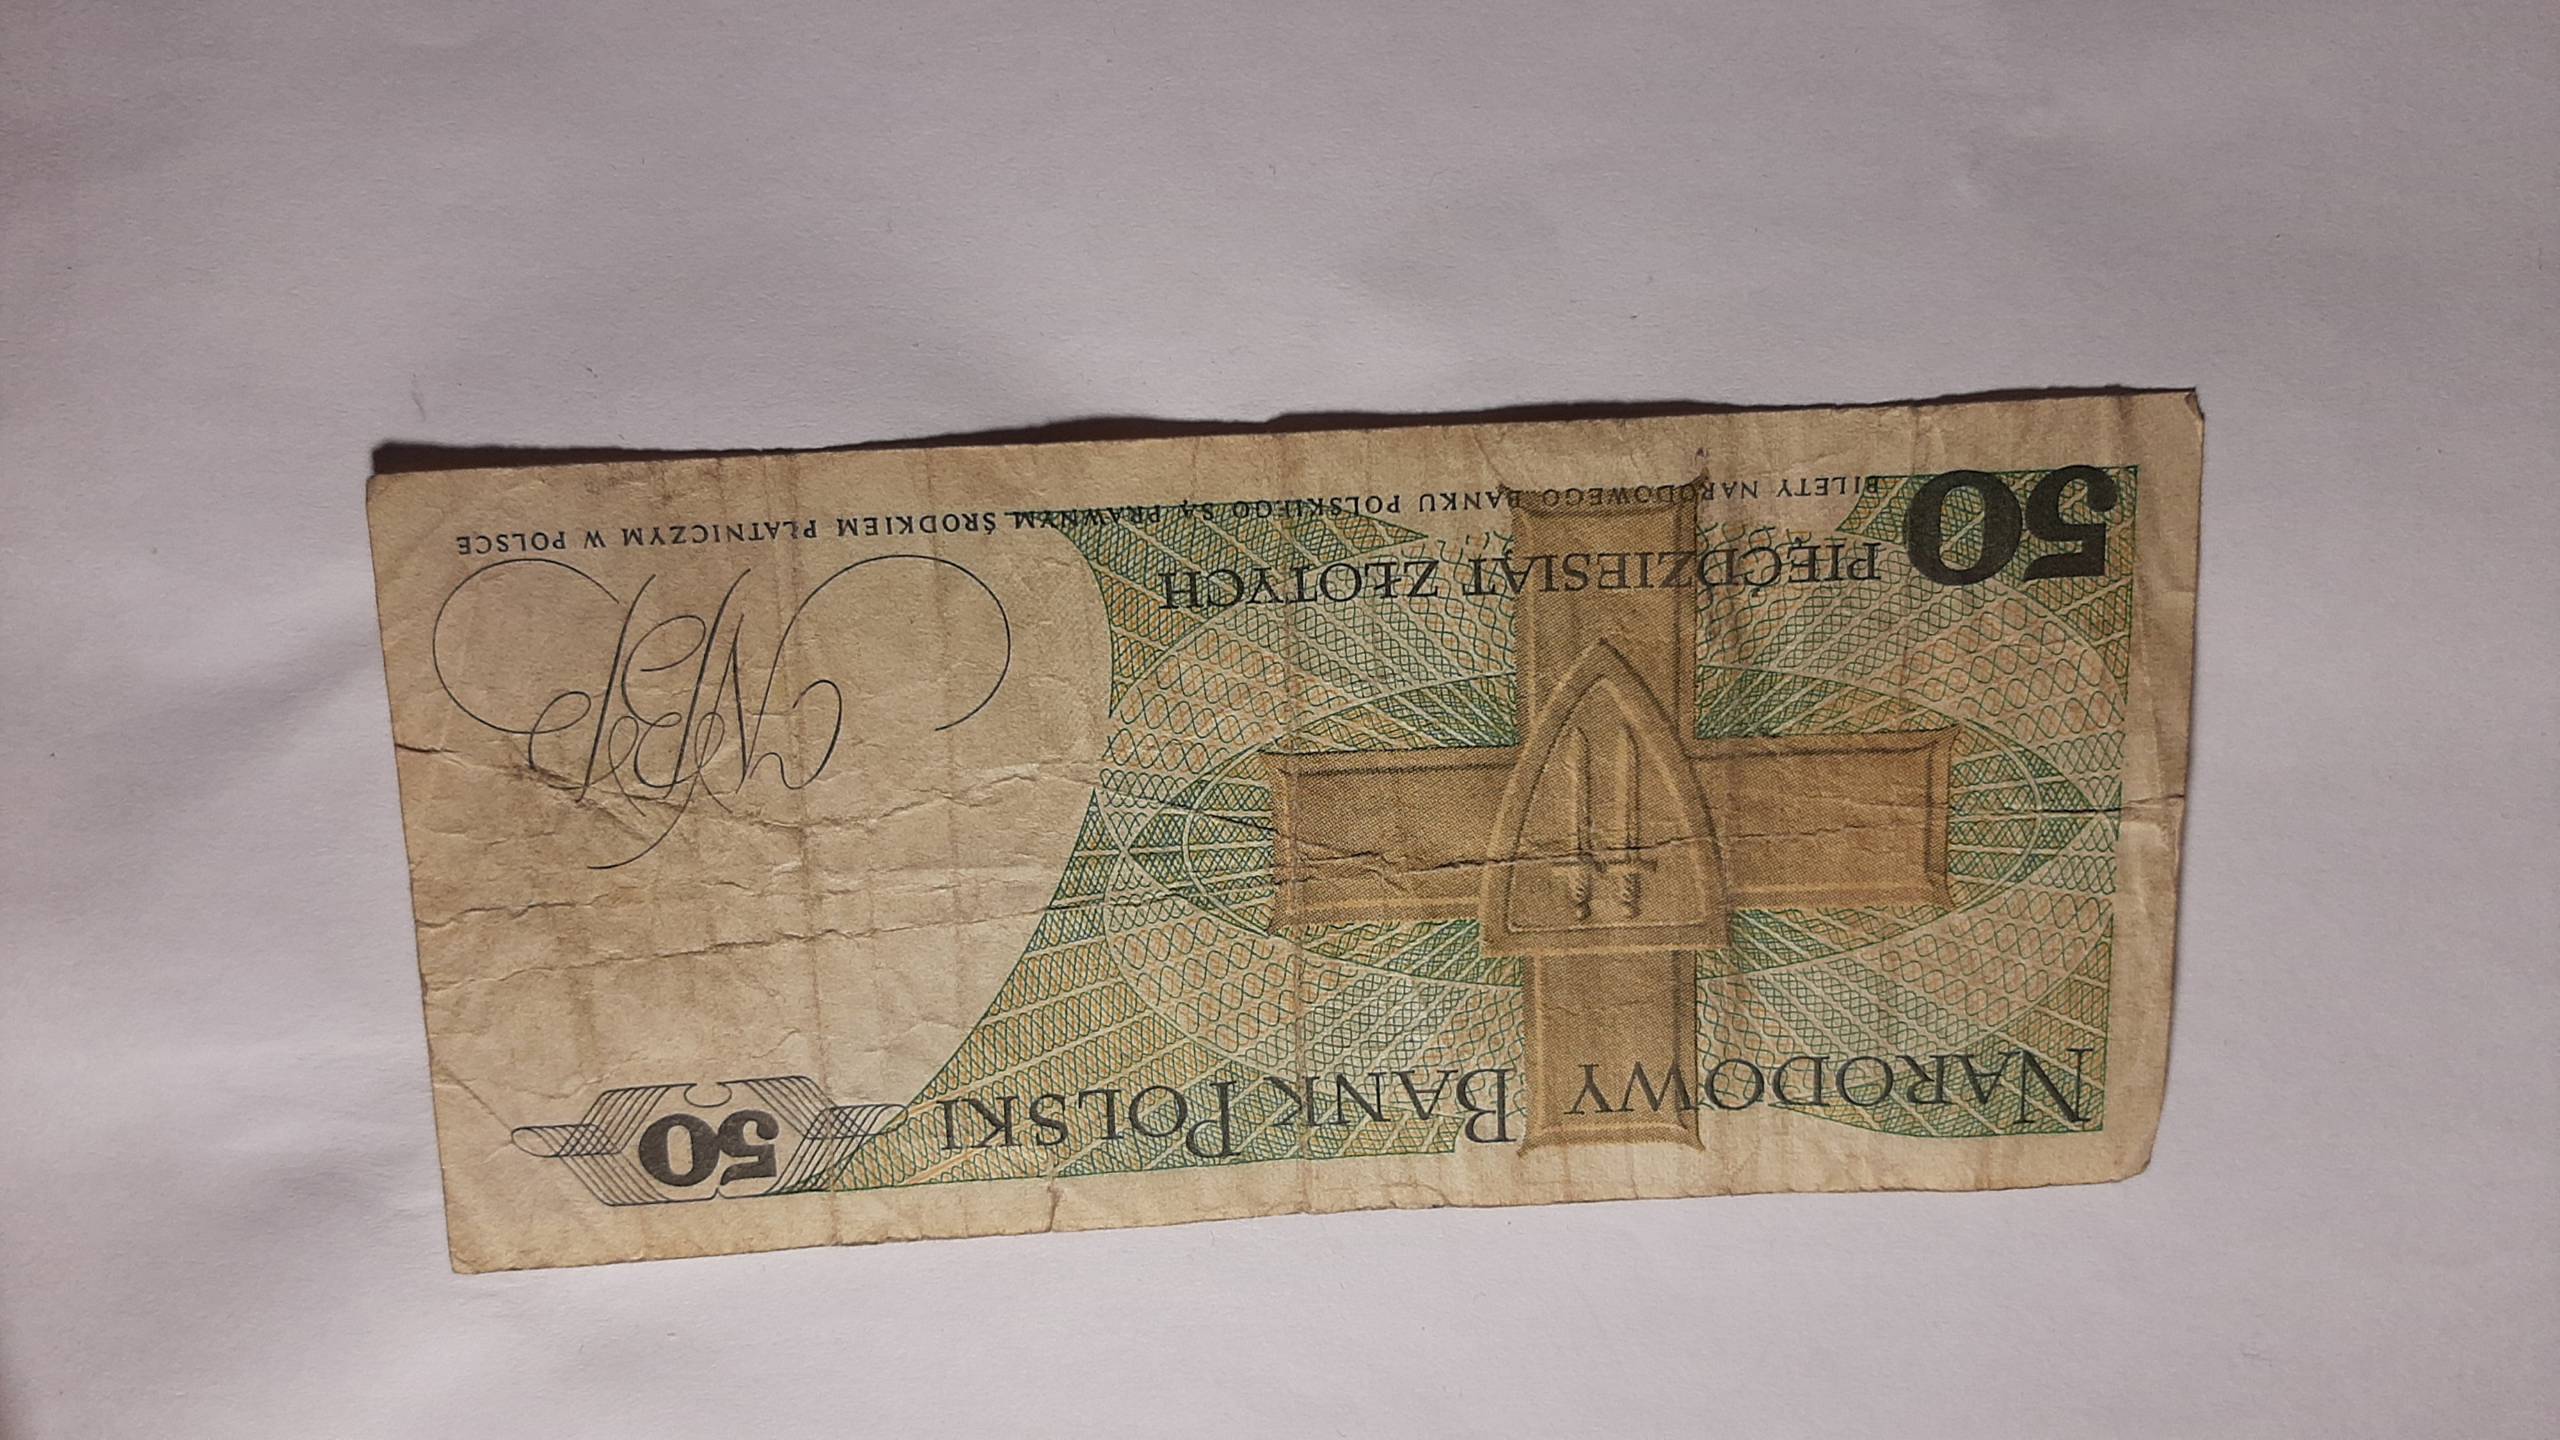 NARODOWY BANK POLSKI
50
NBP
50
PIĘĆDZIESIĄT ZŁOTYCH
BILETY NARODOWEGO BANKU POLSKIEGO SĄ PRAWNYM ŚRODKIEM PŁATNICZYM W POLSCE